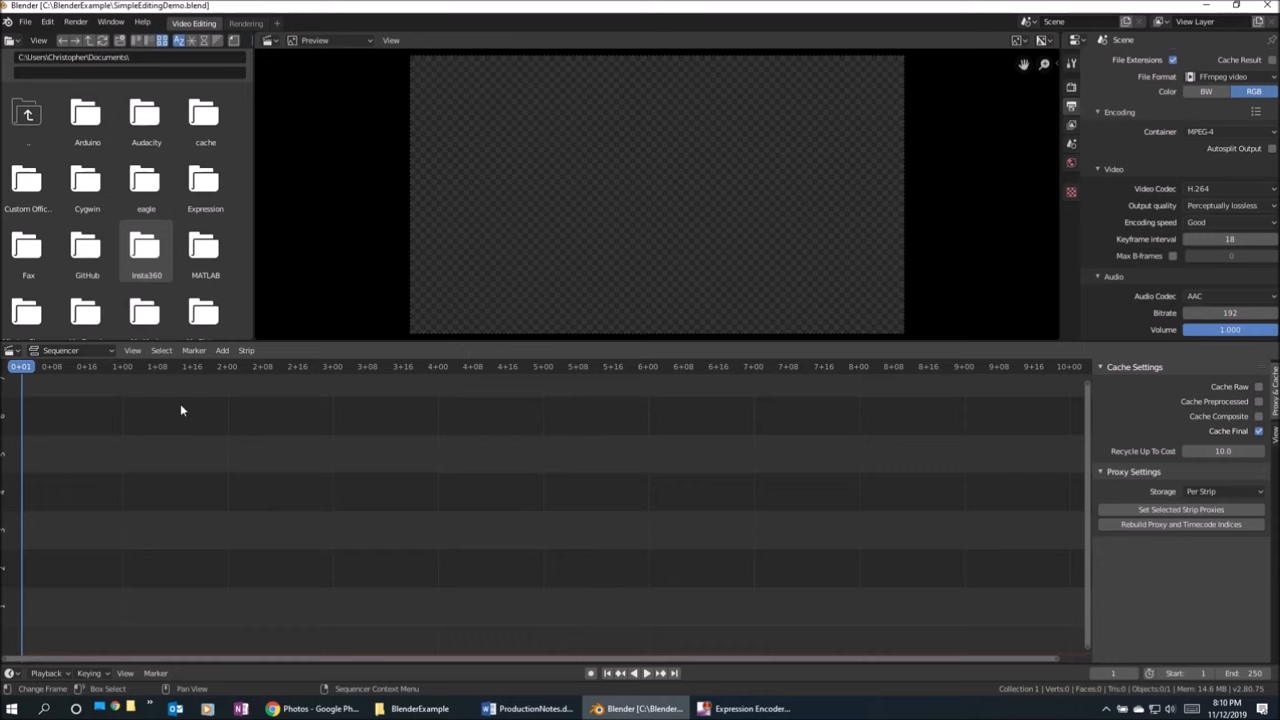 Blender [C:\BlenderExample\SimpleEditingDemo.blend]
File Edit Render Window Help Video Editing Rendering + Scene View Layer
View Preview View Scene
C:\Users\Christopher\Documents\
.. Arduino Audacity cache
Custom Offic... Cygwin eagle Expression
Fax GitHub Insta360 MATLAB
File Extensions Cache Result
File Format FFmpeg video
Color BW RGB
Encoding
Container MPEG-4
Autosplit Output
Video
Video Codec H.264
Output quality Perceptually lossless
Encoding speed Good
Keyframe interval 18
Max B-frames 0
Audio
Audio Codec AAC
Bitrate 192
Volume 1.000
Sequencer View Select Marker Add Strip
0+01 0+08 0+16 1+00 1+08 1+16 2+00 2+08 2+16 3+00 3+08 3+16 4+00 4+08 4+16 5+00 5+08 5+16 6+00 6+08 6+16 7+00 7+08 7+16 8+00 8+08 8+16 9+00 9+08 9+16 10+00
Cache Settings
Cache Raw
Cache Preprocessed
Cache Composite
Cache Final
Recycle Up To Cost 10.0
Proxy Settings
Storage Per Strip
Set Selected Strip Proxies
Rebuild Proxy and Timecode Indices
Proxy & Cache
View
Playback Keying View Marker 1 Start: 1 End: 250
Change Frame Box Select Pan View Sequencer Context Menu Collection 1 | Verts:0 | Faces:0 | Tris:0 | Objects:0/1 | Mem: 14.6 MB | v2.80.75
Photos - Google Ph... BlenderExample ProductionNotes.d... Blender [C:\Blender... Expression Encoder... 8:10 PM
11/12/2019